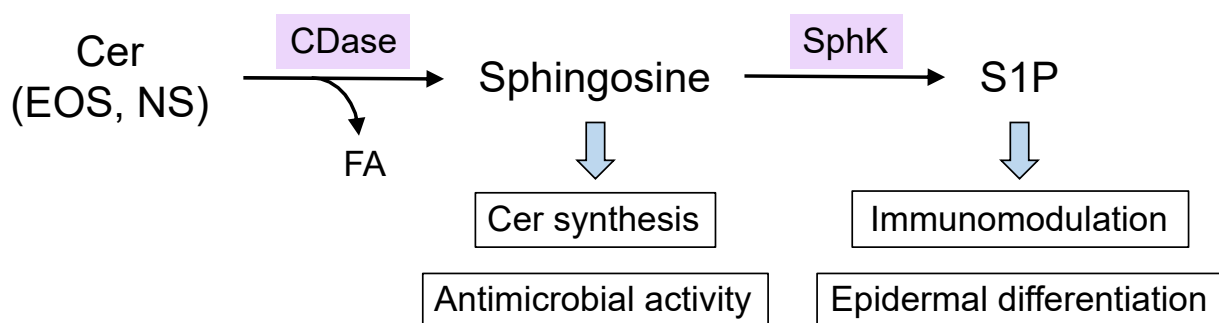 Cer
(EOS, NS)
CDase
FA
Sphingosine
SphK
S1P
Cer synthesis
Antimicrobial activity
Immunomodulation
Epidermal differentiation